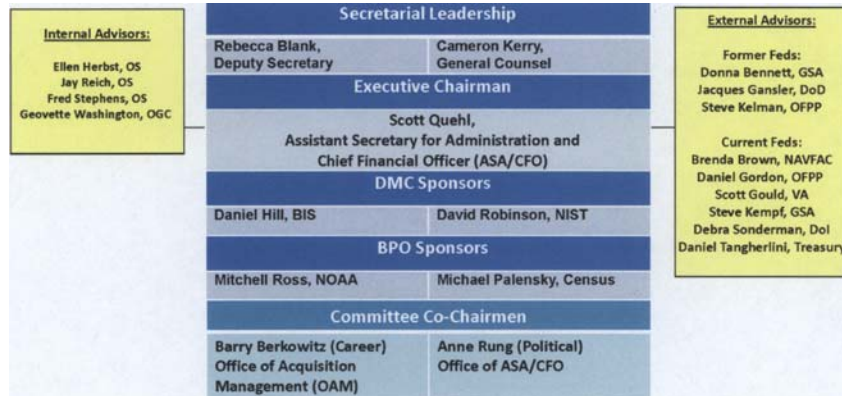 Internal Advisors:
Ellen Herbst, OS
Jay Reich, OS
Fred Stephens, OS
Geovette Washington, OGC
Secretarial Leadership
Rebecca Blank,
Deputy Secretary
Cameron Kerry,
General Counsel
Executive Chairman
Scott Quehl,
Assistant Secretary for Administration and
Chief Financial Officer (ASA/CFO)
DMC Sponsors
Daniel Hill, BIS
David Robinson, NIST
BPO Sponsors
Mitchell Ross, NOAA
Michael Palensky, Census
Committee Co-Chairmen
Barry Berkowitz (Career)
Office of Acquisition
Management (OAM)
Anne Rung (Political)
Office of ASA/CFO
External Advisors:
Former Feds:
Donna Bennett, GSA
Jacques Gansler, DoD
Steve Kelman, OFPP
Current Feds:
Brenda Brown, NAVFAC
Daniel Gordon, OFPP
Scott Gould, VA
Steve Kempf, GSA
Debra Sonderman, DoI
Daniel Tangherlini, Treasury